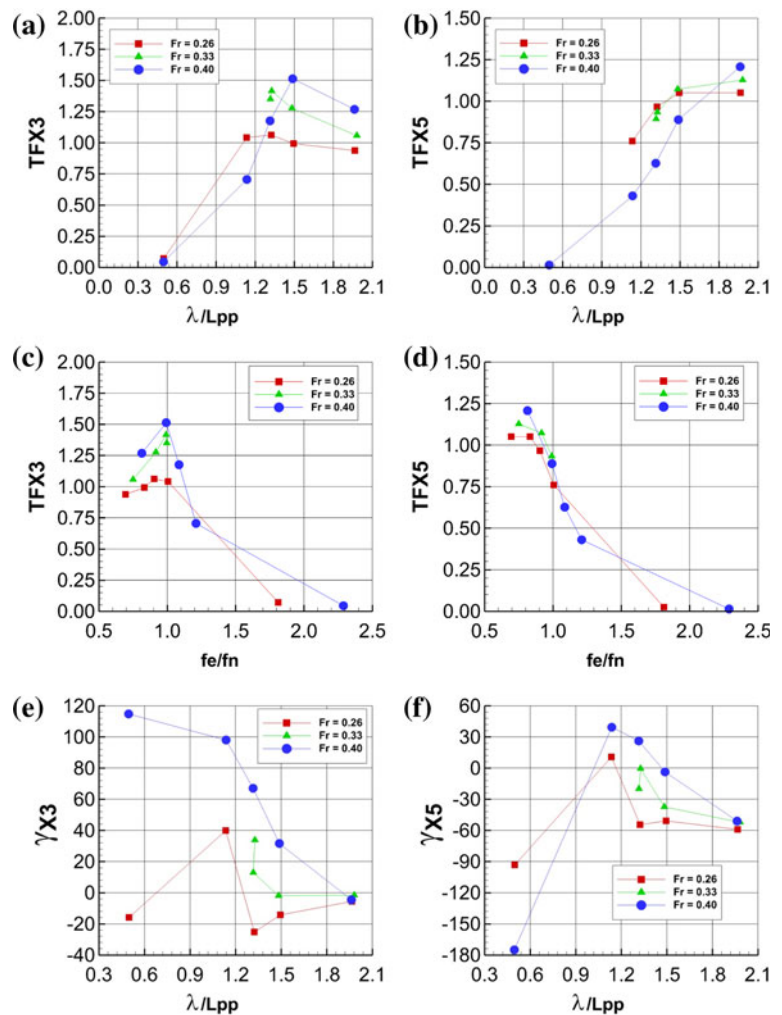 (a)
TFX3
2.00
1.75
1.50
1.25
1.00
0.75
0.50
0.25
0.00
Fr = 0.26
Fr = 0.33
Fr = 0.40
0.0 0.3 0.6 0.9 1.2 1.5 1.8 2.1
λ/Lpp
(b)
TFX5
1.50
1.25
1.00
0.75
0.50
0.25
0.00
Fr = 0.26
Fr = 0.33
Fr = 0.40
0.0 0.3 0.6 0.9 1.2 1.5 1.8 2.1
λ/Lpp
(c)
TFX3
2.00
1.75
1.50
1.25
1.00
0.75
0.50
0.25
0.00
Fr = 0.26
Fr = 0.33
Fr = 0.40
0.5 1.0 1.5 2.0 2.5
fe/fn
(d)
TFX5
1.50
1.25
1.00
0.75
0.50
0.25
0.00
Fr = 0.26
Fr = 0.33
Fr = 0.40
0.5 1.0 1.5 2.0 2.5
fe/fn
(e)
γX3
120
100
80
60
40
20
0
-20
-40
Fr = 0.26
Fr = 0.33
Fr = 0.40
0.3 0.6 0.9 1.2 1.5 1.8 2.1
λ/Lpp
(f)
γX5
60
30
0
-30
-60
-90
-120
-150
-180
Fr = 0.26
Fr = 0.33
Fr = 0.40
0.3 0.6 0.9 1.2 1.5 1.8 2.1
λ/Lpp